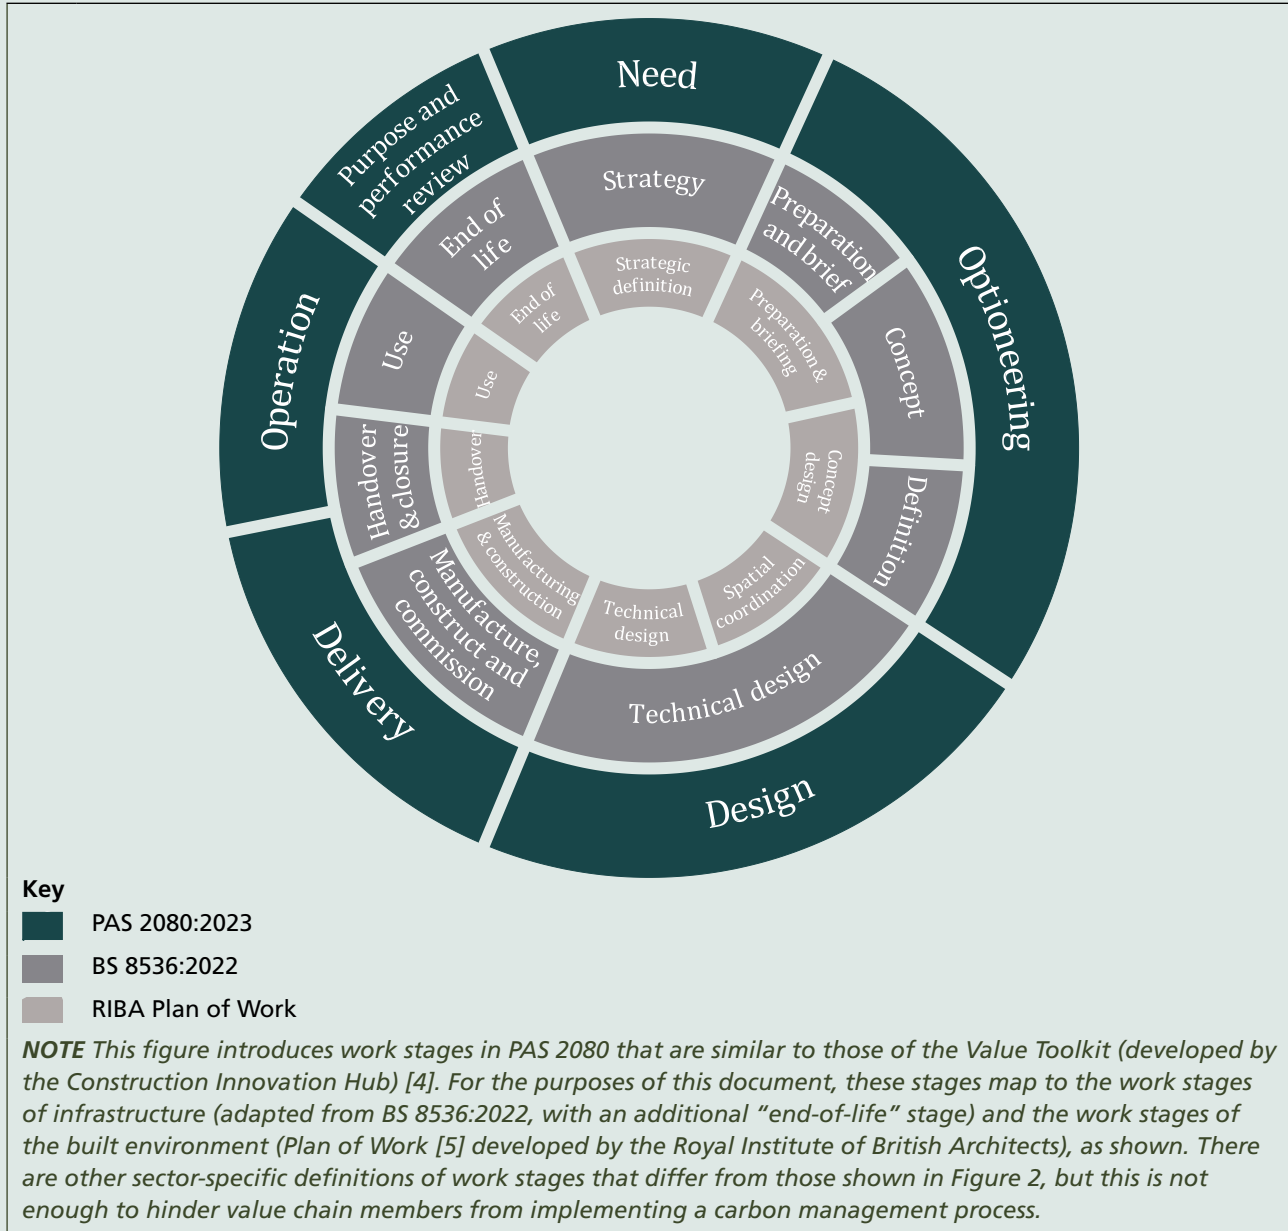 Need
Optioneering
Design
Delivery
Operation
Purpose and
performance
review
Strategy
Preparation
and brief
Concept
Definition
Technical design
Manufacture,
construct and
commission
Handover
& closure
Use
End of
life
Strategic
definition
Preparation &
briefing
Concept
design
Spatial
coordination
Technical
design
Manufacturing
& construction
Handover
Use
End of
life
Key
PAS 2080:2023
BS 8536:2022
RIBA Plan of Work
NOTE This figure introduces work stages in PAS 2080 that are similar to those of the Value Toolkit (developed by
the Construction Innovation Hub) [4]. For the purposes of this document, these stages map to the work stages
of infrastructure (adapted from BS 8536:2022, with an additional “end-of-life” stage) and the work stages of
the built environment (Plan of Work [5] developed by the Royal Institute of British Architects), as shown. There
are other sector-specific definitions of work stages that differ from those shown in Figure 2, but this is not
enough to hinder value chain members from implementing a carbon management process.